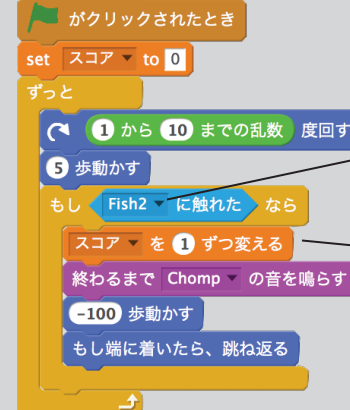 がクリックされたとき
set スコア to 0
ずっと
1 から 10 までの乱数 度回す
5 歩動かす
もし Fish2 に触れた なら
スコア を 1 ずつ変える
終わるまで Chomp の音を鳴らす
-100 歩動かす
もし端に着いたら、跳ね返る